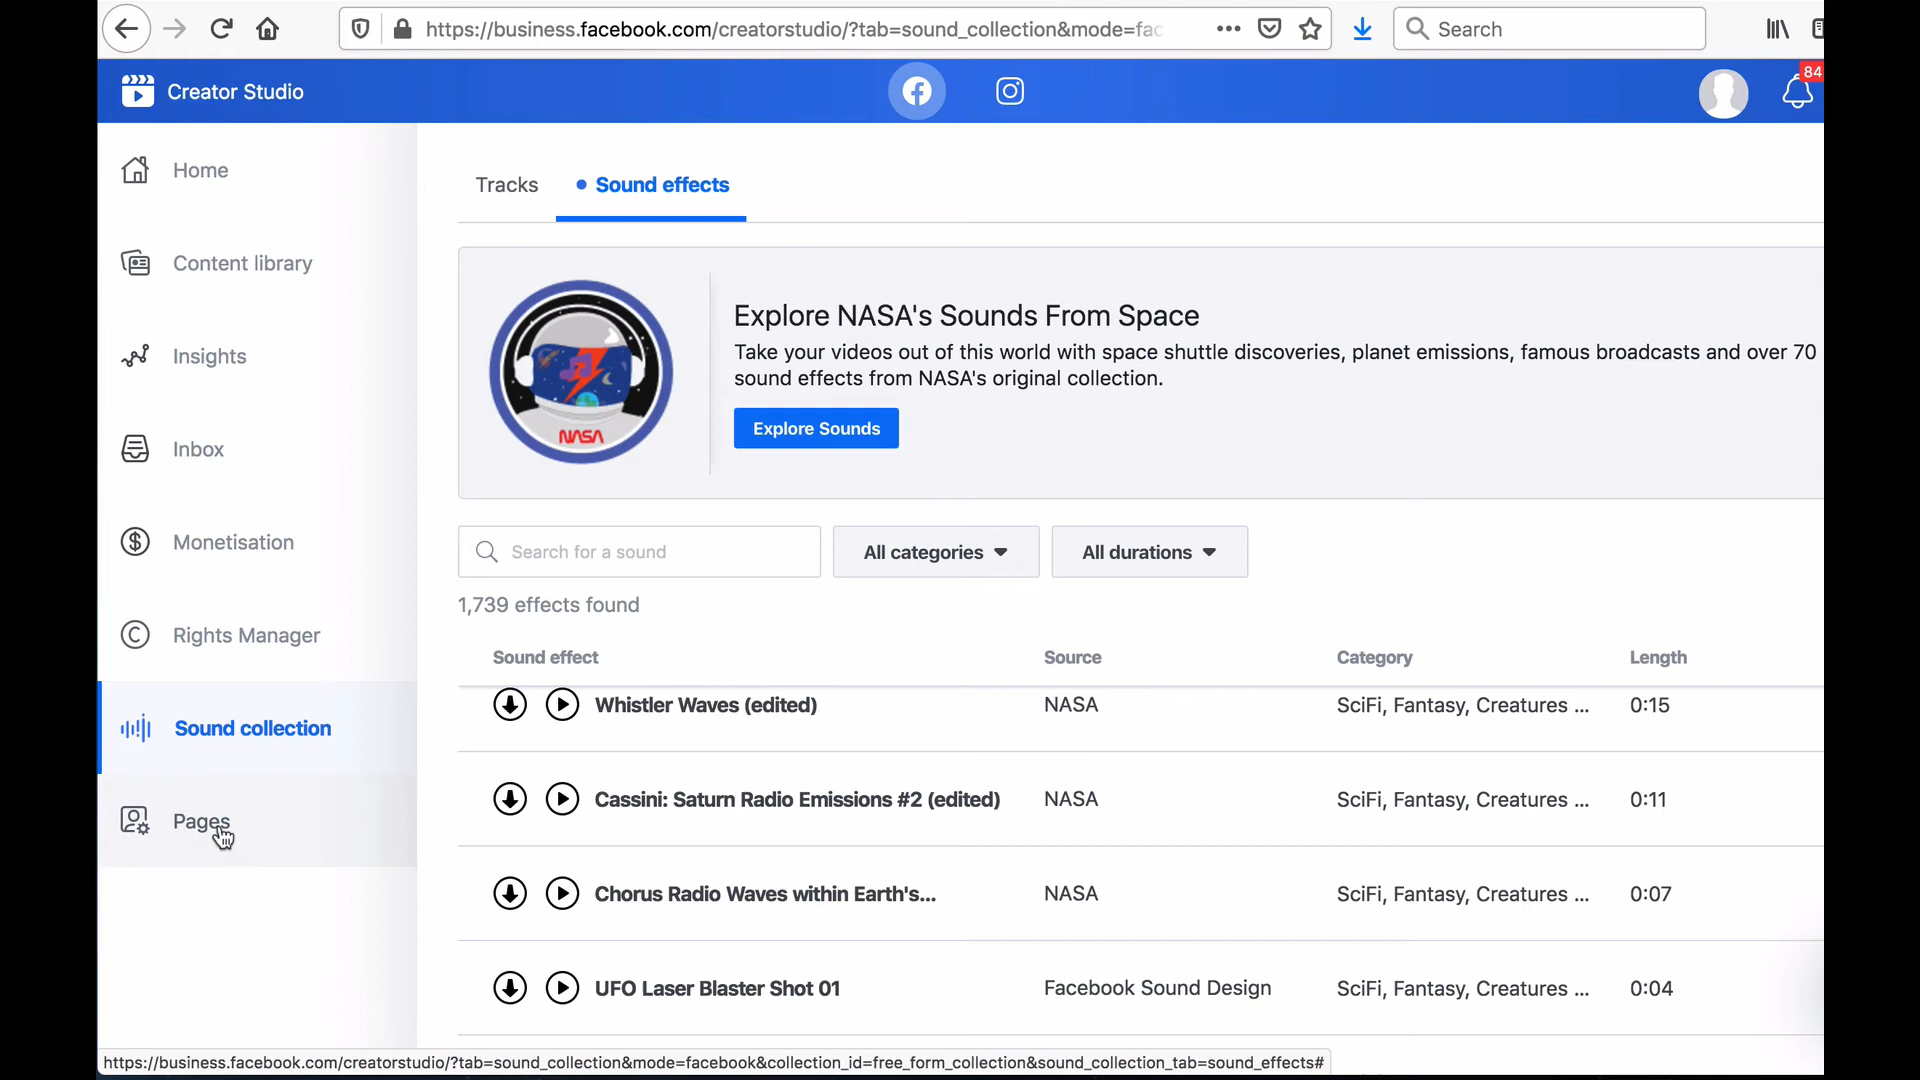 https://business.facebook.com/creatorstudio/?tab=sound_collection&mode=fac
Search
Creator Studio
84
Home
Content library
Insights
Inbox
Monetisation
Rights Manager
Sound collection
Pages
Tracks
Sound effects
NASA
Explore NASA's Sounds From Space
Take your videos out of this world with space shuttle discoveries, planet emissions, famous broadcasts and over 70
sound effects from NASA's original collection.
Explore Sounds
Search for a sound
All categories
All durations
1,739 effects found
Sound effect Source Category Length
Whistler Waves (edited) NASA SciFi, Fantasy, Creatures ... 0:15
Cassini: Saturn Radio Emissions #2 (edited) NASA SciFi, Fantasy, Creatures ... 0:11
Chorus Radio Waves within Earth's... NASA SciFi, Fantasy, Creatures ... 0:07
UFO Laser Blaster Shot 01 Facebook Sound Design SciFi, Fantasy, Creatures ... 0:04
https://business.facebook.com/creatorstudio/?tab=sound_collection&mode=facebook&collection_id=free_form_collection&sound_collection_tab=sound_effects#